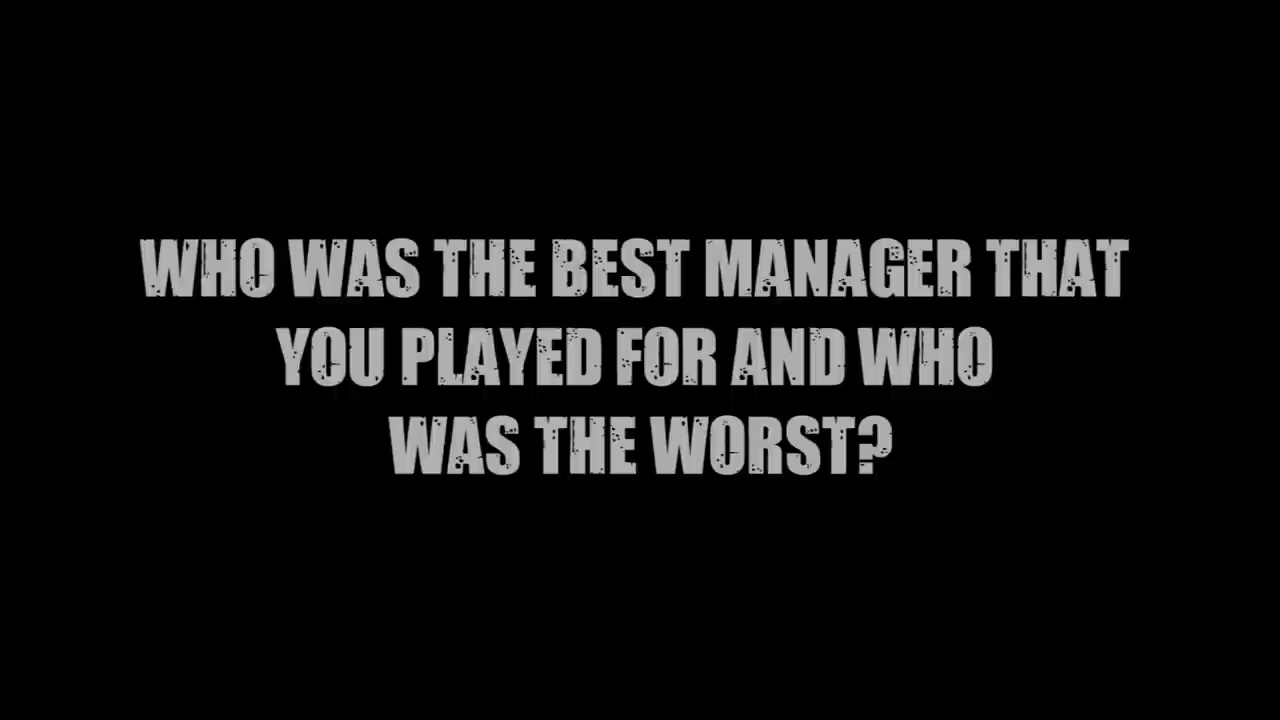 WHO WAS THE BEST MANAGER THAT
YOU PLAYED FOR AND WHO
WAS THE WORST?